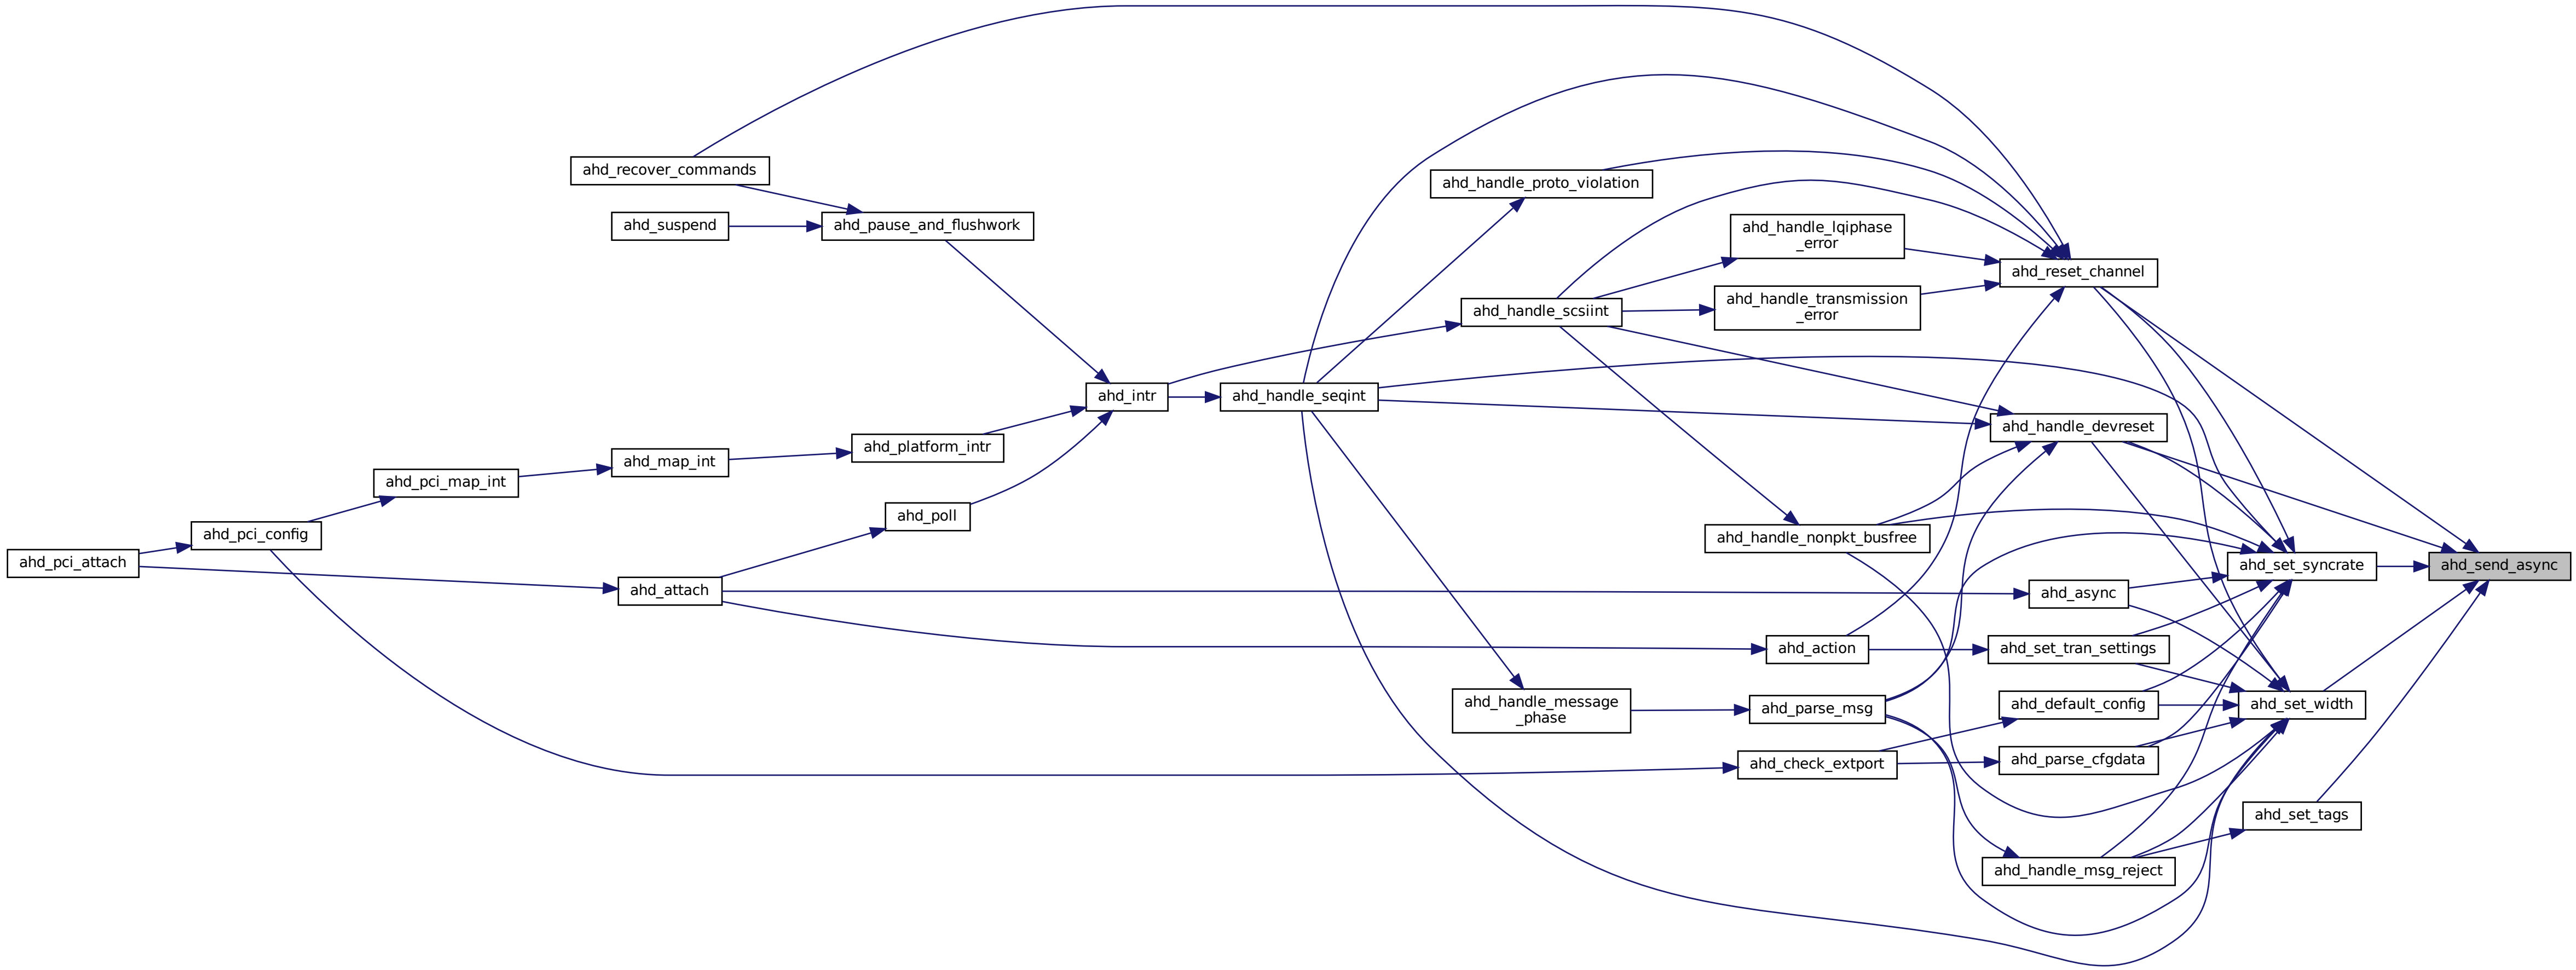 ahd_recover_commands
ahd_handle_proto_violation
ahd_suspend
ahd_pause_and_flushwork
ahd_handle_lqiphase
_error
ahd_reset_channel
ahd_handle_transmission
_error
ahd_handle_scsiint
ahd_intr
ahd_handle_seqint
ahd_handle_devreset
ahd_platform_intr
ahd_map_int
ahd_pci_map_int
ahd_poll
ahd_pci_config
ahd_handle_nonpkt_busfree
ahd_pci_attach
ahd_set_syncrate
ahd_send_async
ahd_attach
ahd_async
ahd_action
ahd_set_tran_settings
ahd_handle_message
_phase
ahd_parse_msg
ahd_default_config
ahd_set_width
ahd_check_extport
ahd_parse_cfgdata
ahd_set_tags
ahd_handle_msg_reject